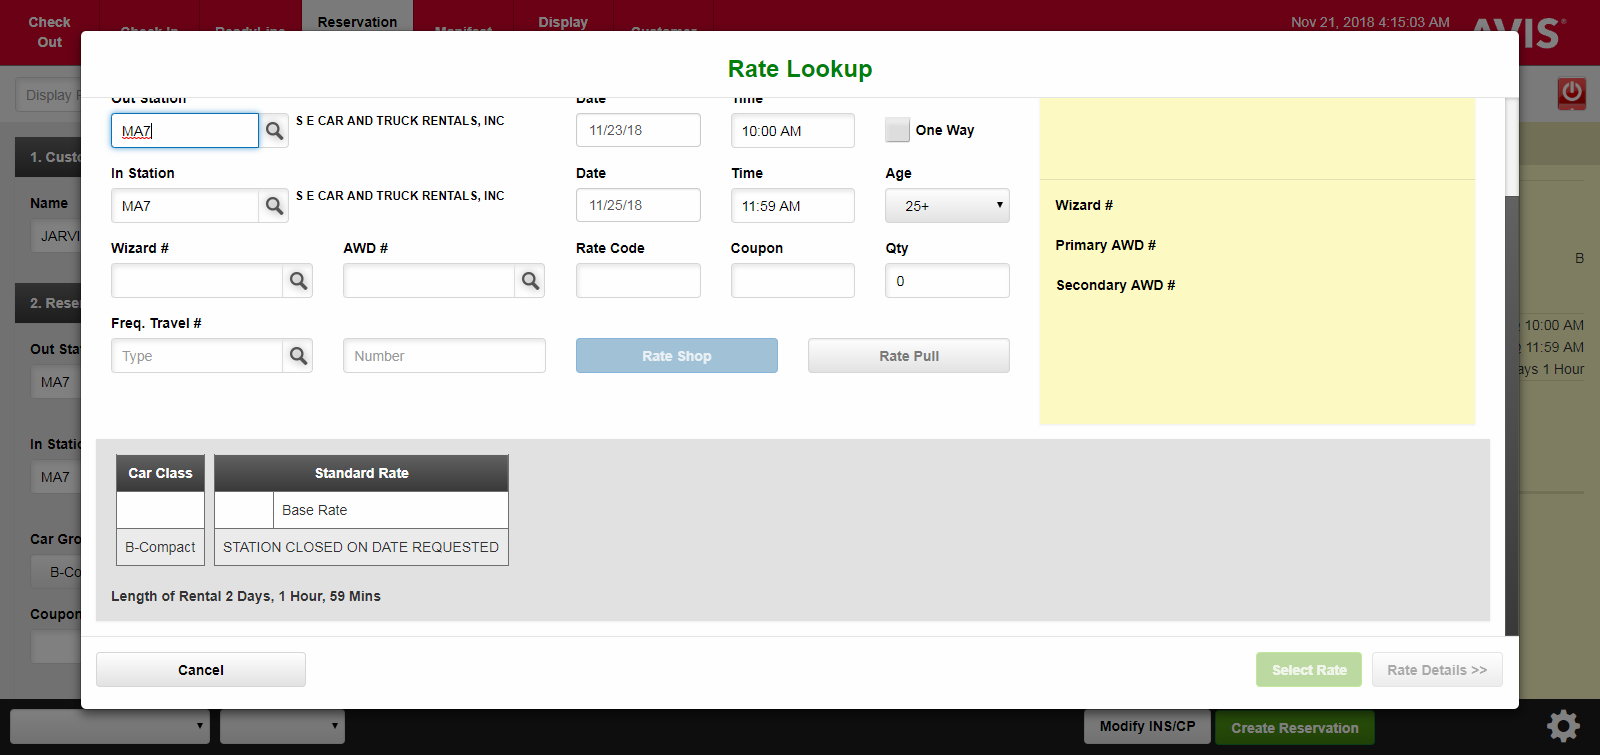 Check
Out
Check In
ReadyLine
Reservation
Manifest
Display
Customer
Nov 21, 2018 4:15:03 AM
AVIS
Rate Lookup
Display
Out Station
Date
Time
MA7
S E CAR AND TRUCK RENTALS, INC
11/23/18
10:00 AM
One Way
1. Custo
In Station
Date
Time
Age
Name
MA7
S E CAR AND TRUCK RENTALS, INC
11/25/18
11:59 AM
25+
Wizard #
JARVI
Wizard #
AWD #
Rate Code
Coupon
Qty
Primary AWD #
B
0
Secondary AWD #
2. Rese
Freq. Travel #
10:00 AM
Out Sta
Type
Number
Rate Shop
Rate Pull
11:59 AM
ays 1 Hour
MA7
In Static
Car Class
Standard Rate
MA7
Base Rate
Car Gro
B-Compact
STATION CLOSED ON DATE REQUESTED
B-Co
Length of Rental 2 Days, 1 Hour, 59 Mins
Coupon
Cancel
Select Rate
Rate Details >>
Modify INS/CP
Create Reservation